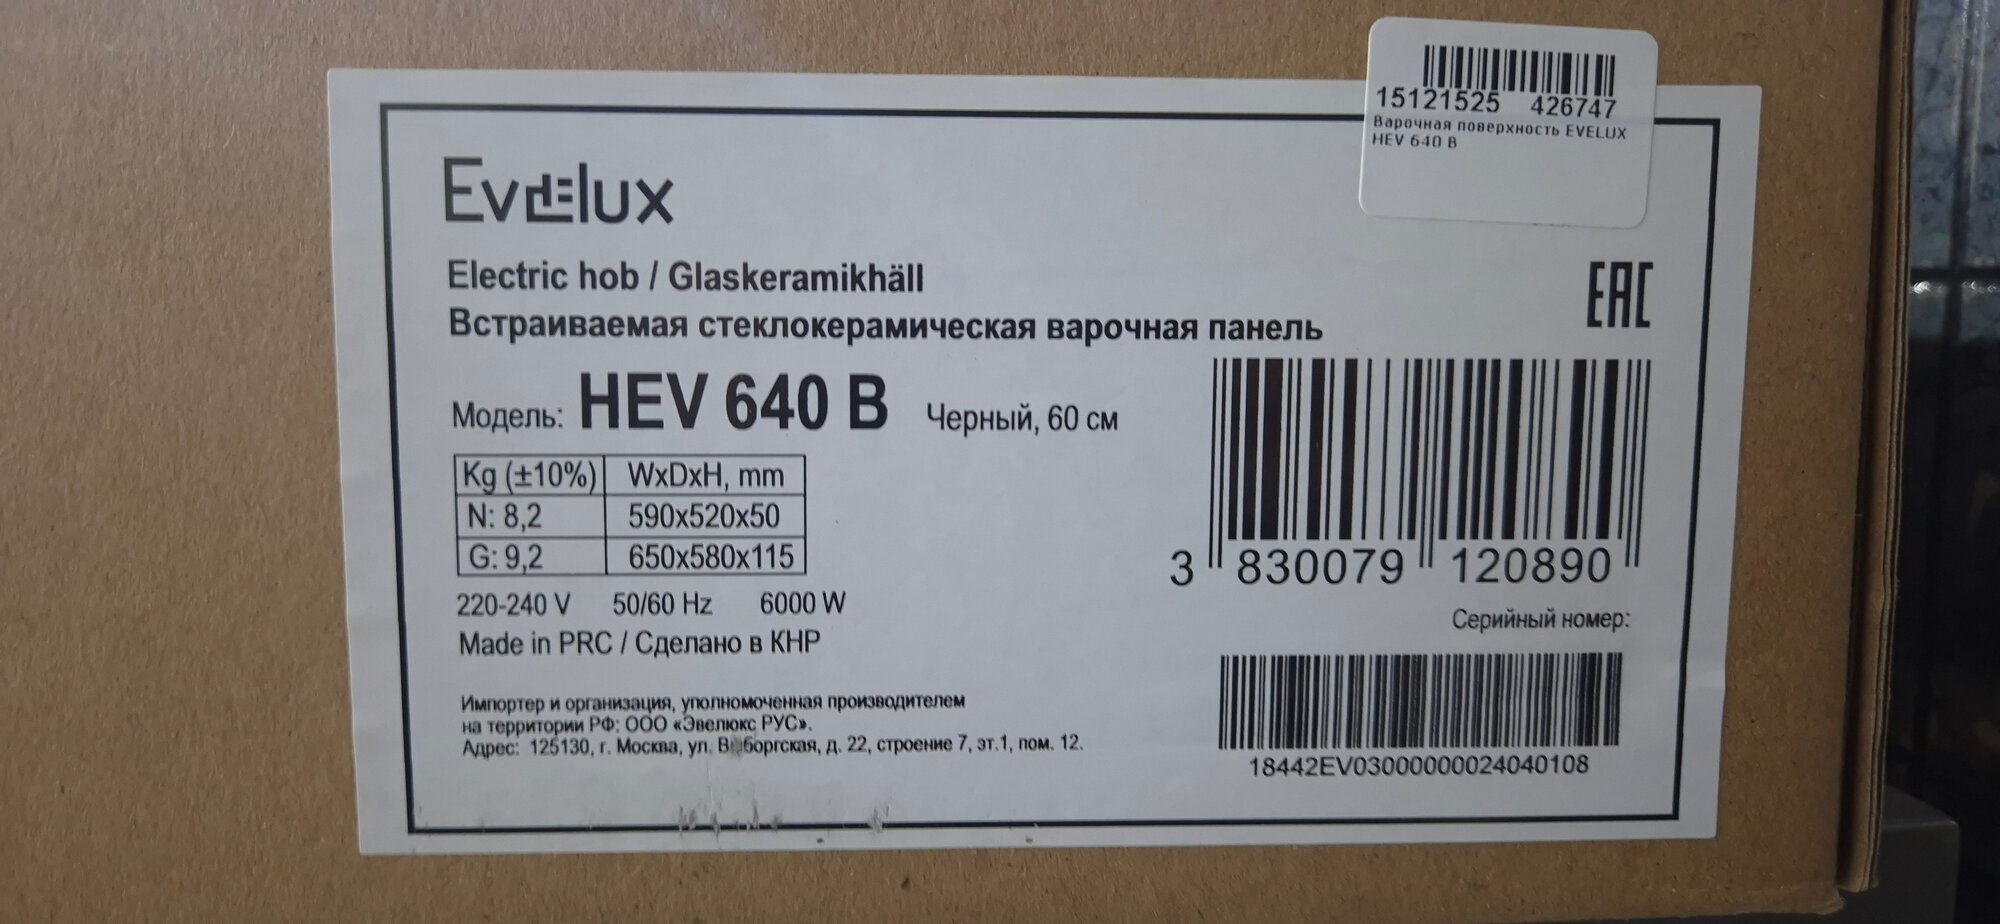 15121525 426747
Варочная поверхность EVELUX
HEV 640 B
Evelux
Electric hob / Glaskeramikhäll
Встраиваемая стеклокерамическая варочная панель
EAC
Модель: HEV 640 B Черный, 60 см
Kg (±10%) WxDxH, mm
N: 8,2 590x520x50
G: 9,2 650x580x115
220-240 V 50/60 Hz 6000 W
Made in PRC / Сделано в КНР
3 830079 120890
Серийный номер:
18442EV03000000024040108
Импортер и организация, уполномоченная производителем
на территории РФ: ООО «Эвелюкс РУС».
Адрес: 125130, г. Москва, ул. Выборгская, д. 22, строение 7, эт.1, пом. 12.